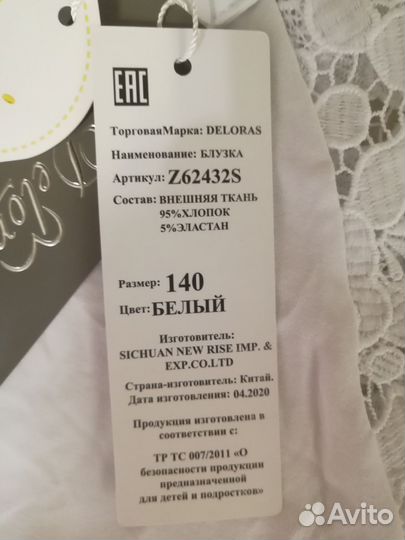 EAC
ТорговаяМарка: DELORAS
Наименование: БЛУЗКА
Артикул: Z62432S
Состав: ВНЕШНЯЯ ТКАНЬ
95%ХЛОПОК
5%ЭЛАСТАН
Размер: 140
Цвет:БЕЛЫЙ
Изготовитель:
SICHUAN NEW RISE IMP. &
EXP.CO.LTD
Страна-изготовитель: Китай.
Дата изготовления: 04.2020
Продукция изготовлена в
соответствии с:
ТР ТС 007/2011 «О
безопасности продукции
предназначенной
для детей и подростков»
Delor
Avito